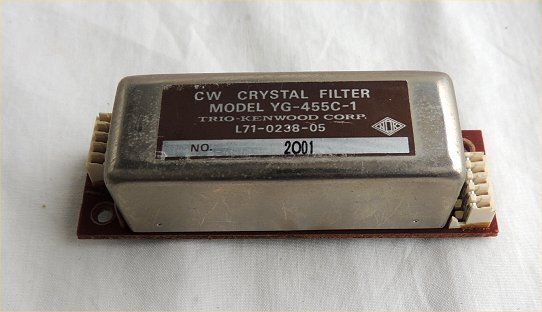 CW CRYSTAL FILTER
MODEL YG-455C-1
TRIO-KENWOOD CORP.
L71-0238-05
NO. 2001